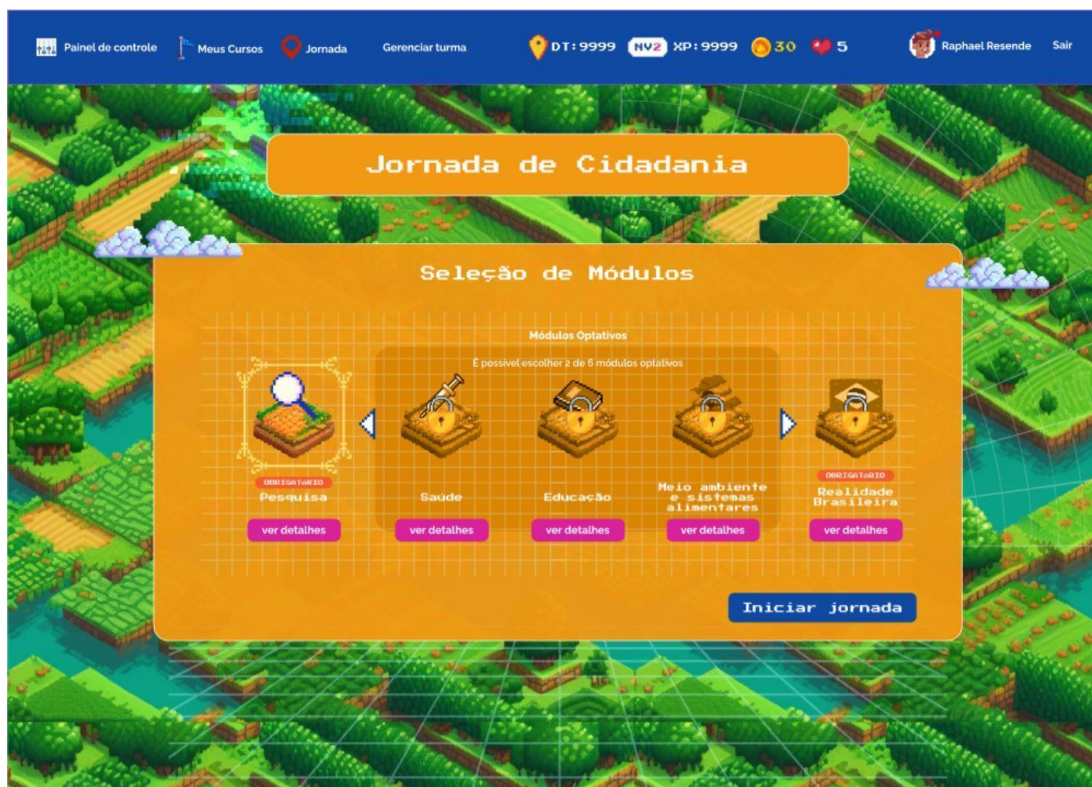 Painel de controle
Meus Cursos
Jornada
Gerenciar turma
DT:9999
NV2
XP:9999
30
5
Raphael Resende
Sair
Jornada de Cidadania
Seleção de Módulos
Módulos Optativos
É possível escolher 2 de 6 módulos optativos
OBRIGATORIO
Pesquisa
ver detalhes
Saúde
ver detalhes
Educação
ver detalhes
Meio ambiente
e sistemas
alimentares
ver detalhes
OBRIGATORIO
Realidade
Brasileira
ver detalhes
Iniciar jornada